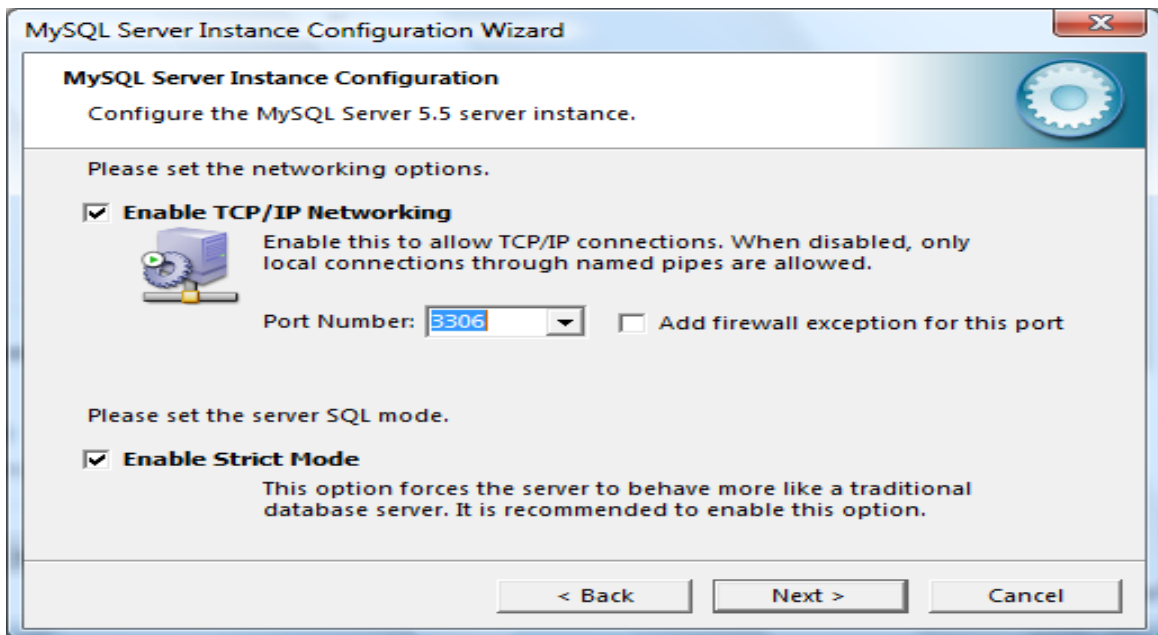 MySQL Server Instance Configuration Wizard
MySQL Server Instance Configuration
Configure the MySQL Server 5.5 server instance.
Please set the networking options.
Enable TCP/IP Networking
Enable this to allow TCP/IP connections. When disabled, only
local connections through named pipes are allowed.
Port Number: 3306 Add firewall exception for this port
Please set the server SQL mode.
Enable Strict Mode
This option forces the server to behave more like a traditional
database server. It is recommended to enable this option.
< Back Next > Cancel